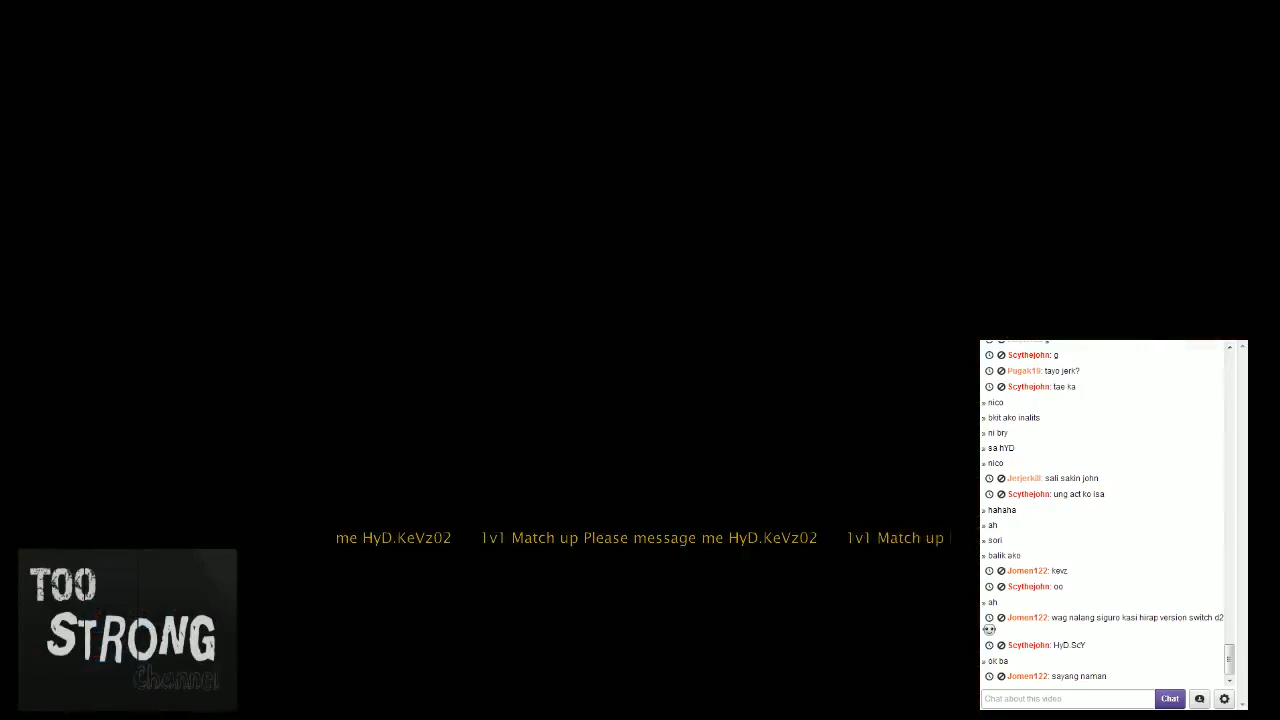 Scythejohn: g
Pugak16: tayo jerk?
Scythejohn: tae ka
» nico
» bkit ako inalits
» ni bry
» sa hYD
» nico
Jerjerkill: sali sakin john
Scythejohn: ung act ko isa
» hahaha
» ah
» sori
» balik ako
Jomen122: kevz
Scythejohn: oo
» ah
Jomen122: wag nalang siguro kasi hirap version switch d2
Scythejohn: HyD.ScY
» ok ba
Jomen122: sayang naman
Chat about this video
Chat
me HyD.KeVz02 1v1 Match up Please message me HyD.KeVz02 1v1 Match up
TOO
STRONG
Channel